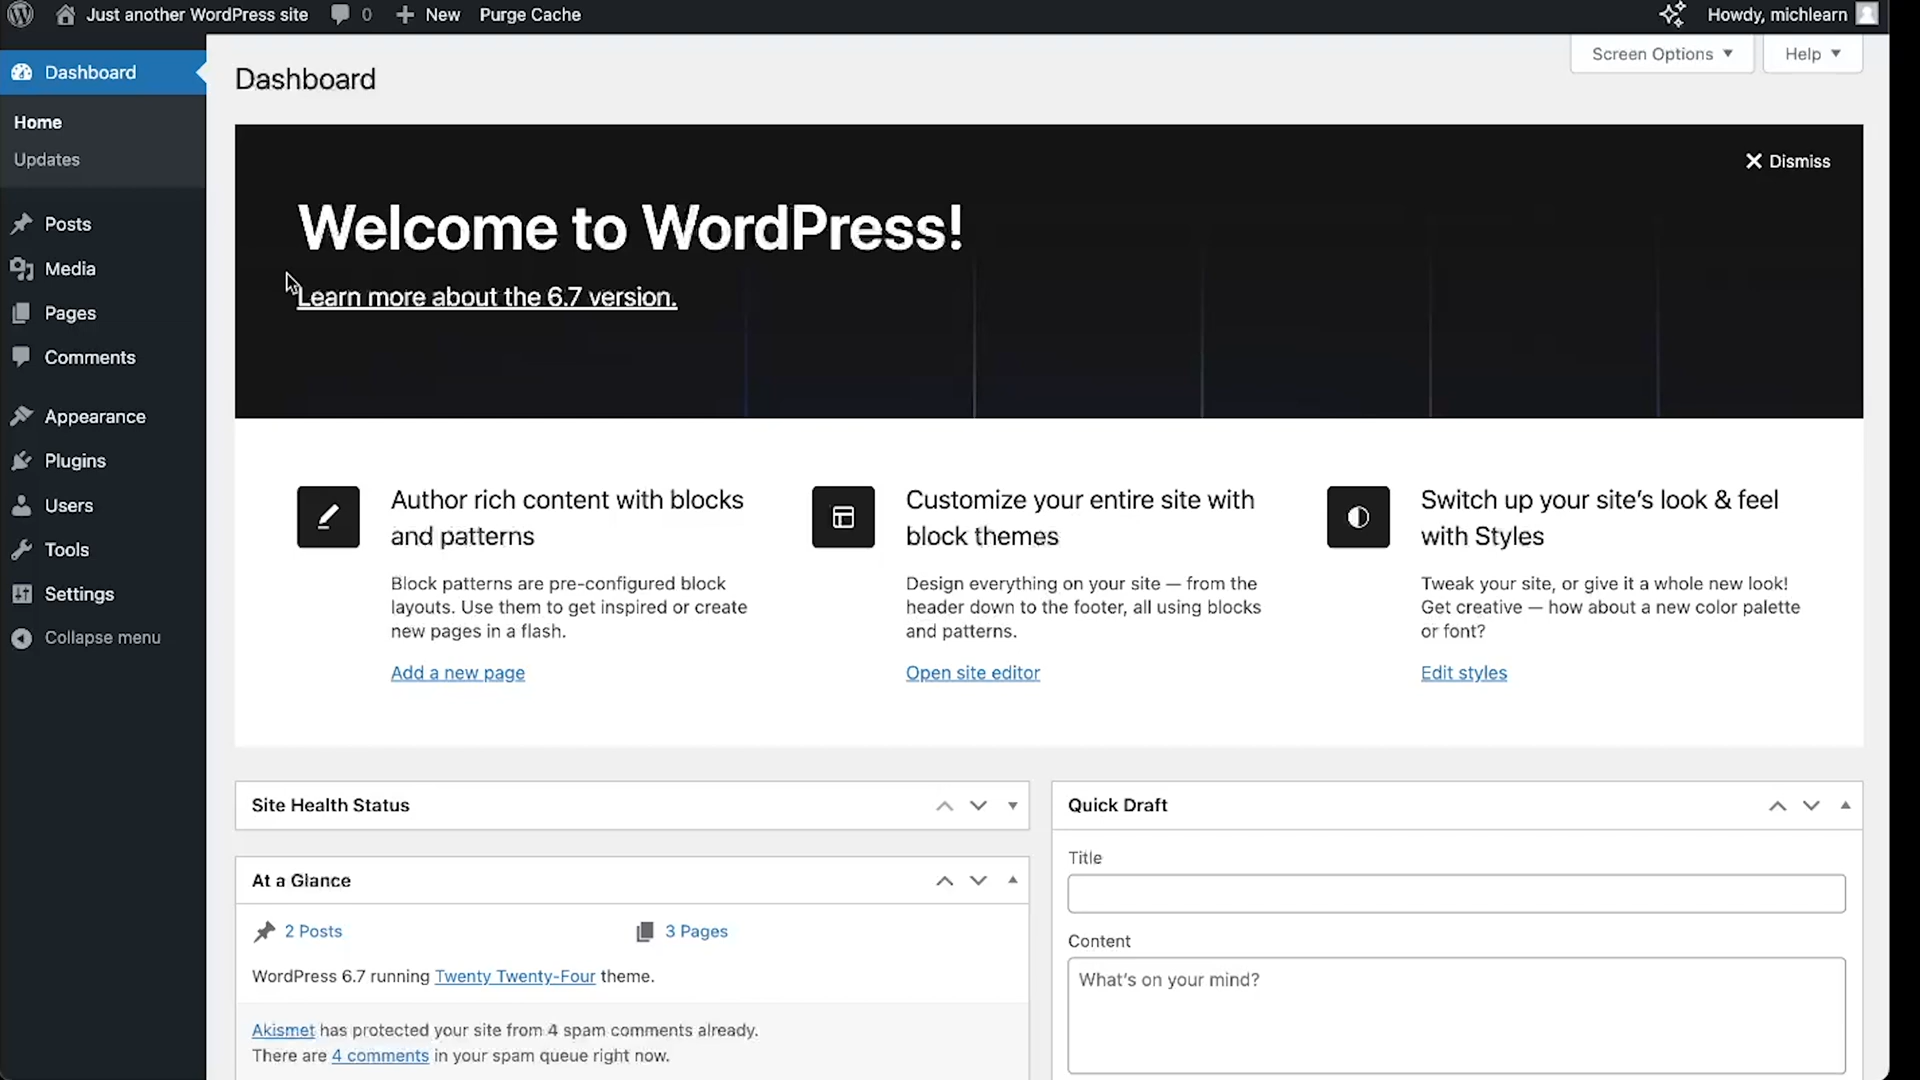 Just another WordPress site
0
New
Purge Cache
Howdy, michlearn
Dashboard
Home
Updates
Posts
Media
Pages
Comments
Appearance
Plugins
Users
Tools
Settings
Collapse menu
Screen Options
Help
Dashboard
Dismiss
Welcome to WordPress!
Learn more about the 6.7 version.
Author rich content with blocks
and patterns
Block patterns are pre-configured block
layouts. Use them to get inspired or create
new pages in a flash.
Add a new page
Customize your entire site with
block themes
Design everything on your site — from the
header down to the footer, all using blocks
and patterns.
Open site editor
Switch up your site’s look & feel
with Styles
Tweak your site, or give it a whole new look!
Get creative — how about a new color palette
or font?
Edit styles
Site Health Status
At a Glance
2 Posts
3 Pages
WordPress 6.7 running Twenty Twenty-Four theme.
Akismet has protected your site from 4 spam comments already.
There are 4 comments in your spam queue right now.
Quick Draft
Title
Content
What’s on your mind?